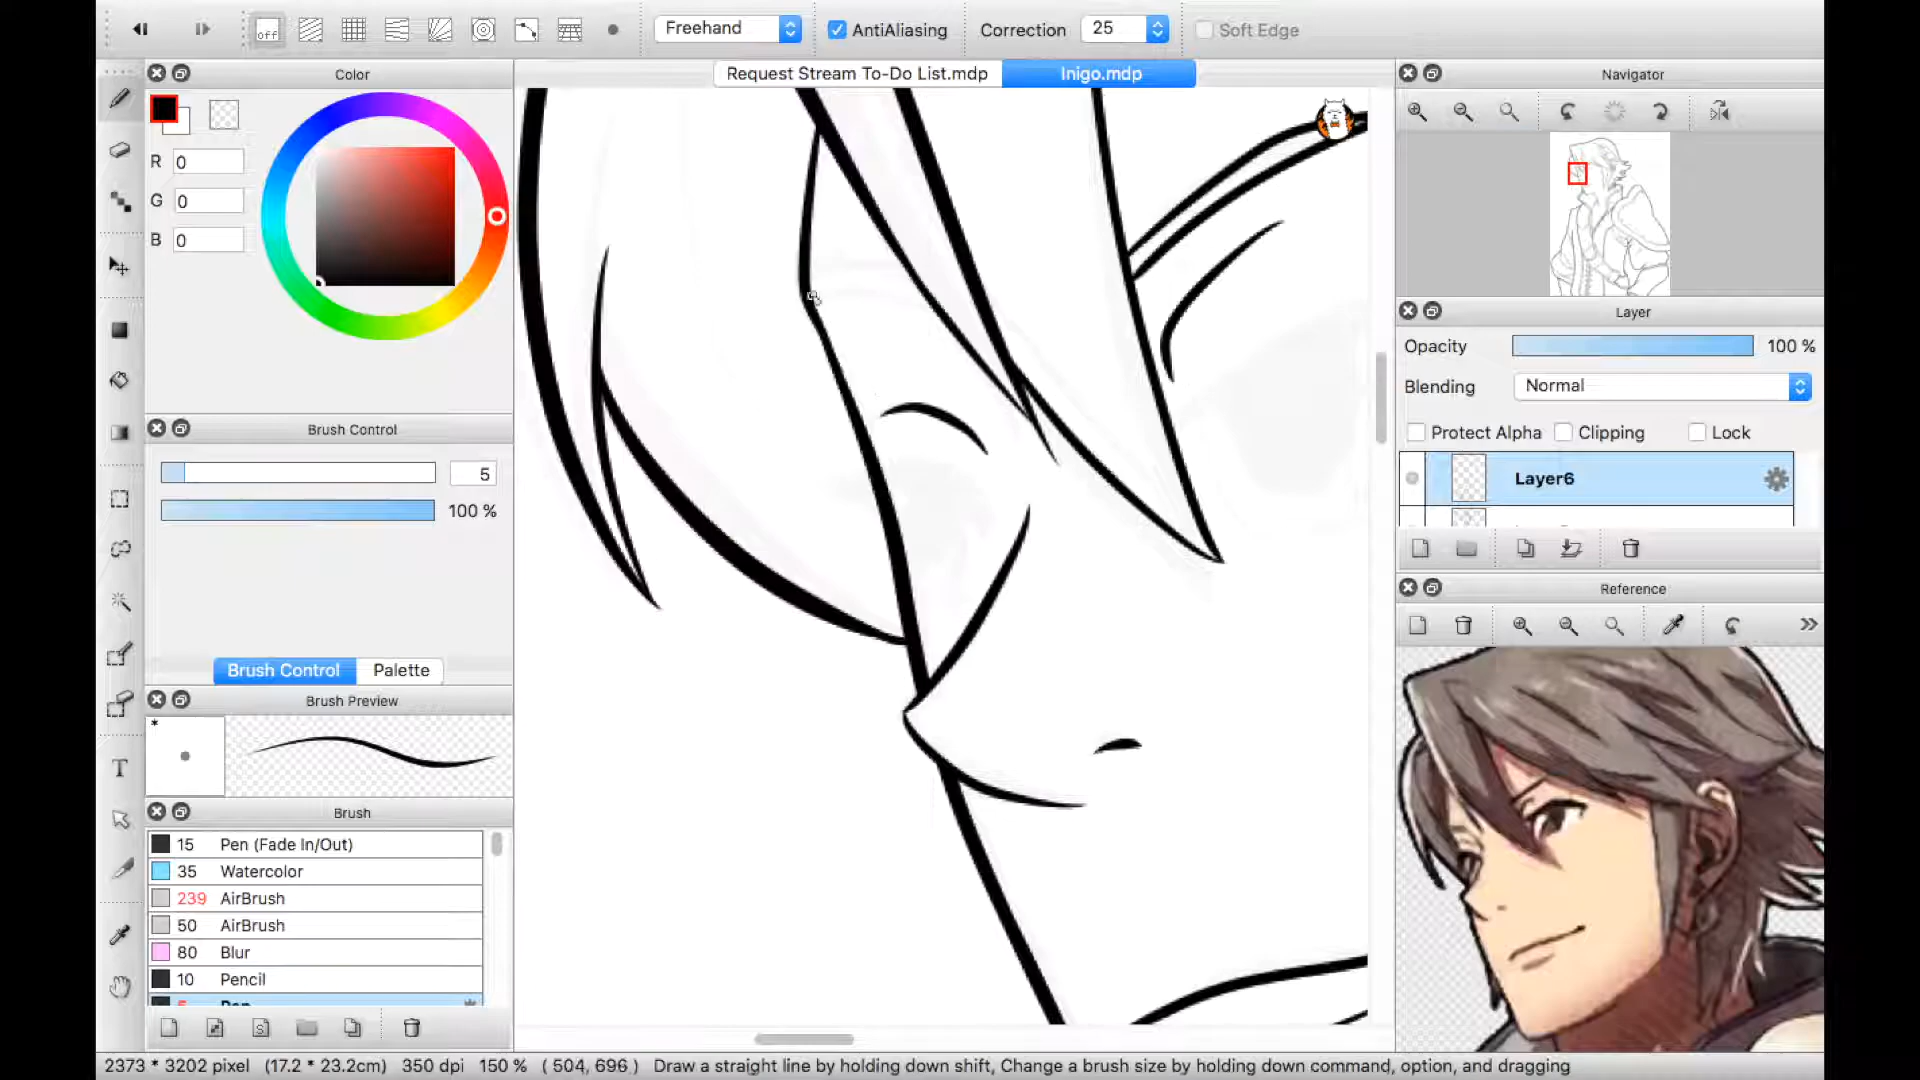 off
Freehand
AntiAliasing
Correction
25
Soft Edge
Color
Request Stream To-Do List.mdp
Inigo.mdp
Navigator
R 0
G 0
B 0
Layer
Opacity
100 %
Blending
Normal
Protect Alpha
Clipping
Lock
Brush Control
5
100 %
Layer6
Reference
Brush Control
Palette
Brush Preview
*
T
Brush
15 Pen (Fade In/Out)
35 Watercolor
239 AirBrush
50 AirBrush
80 Blur
10 Pencil
5 Pen
2373 * 3202 pixel (17.2 * 23.2cm) 350 dpi 150 % ( 504, 696 ) Draw a straight line by holding down shift, Change a brush size by holding down command, option, and dragging